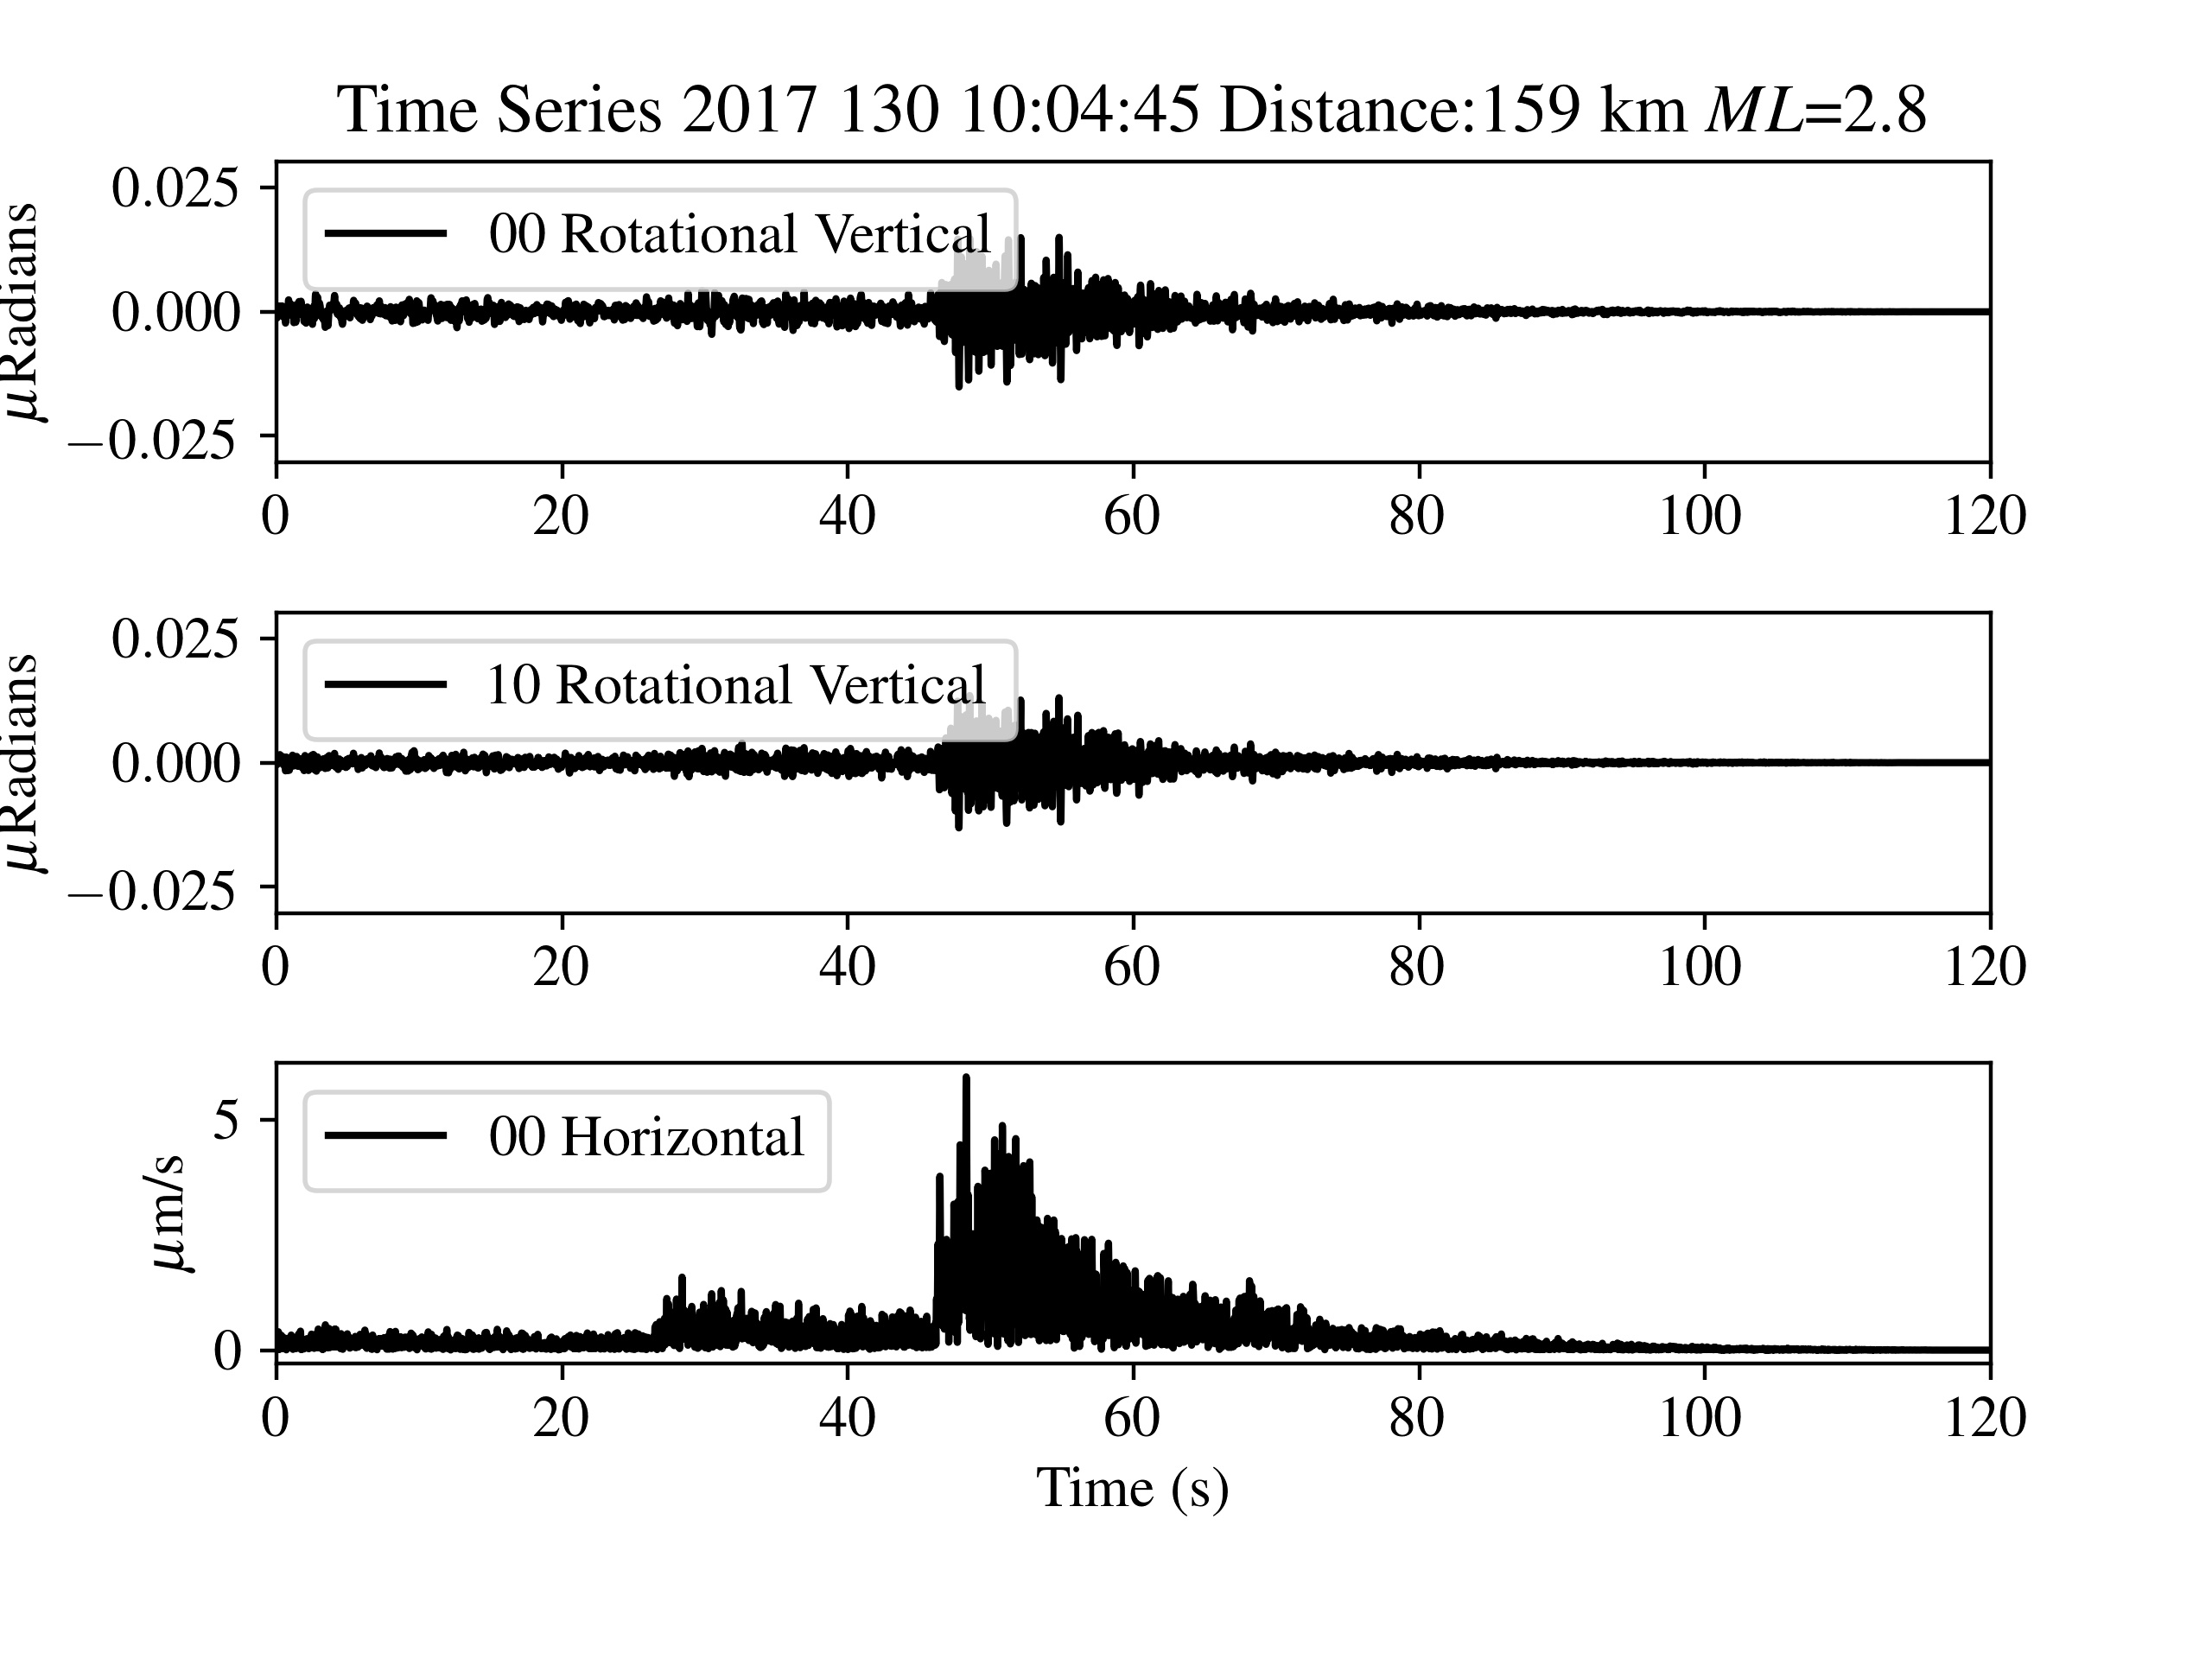 Time Series 2017 130 10:04:45 Distance:159 km ML=2.8
0.025
00 Rotational Vertical
0.000
−0.025
μRadians
0 20 40 60 80 100 120
0.025
10 Rotational Vertical
0.000
−0.025
μRadians
0 20 40 60 80 100 120
5
00 Horizontal
0
μm/s
0 20 40 60 80 100 120
Time (s)